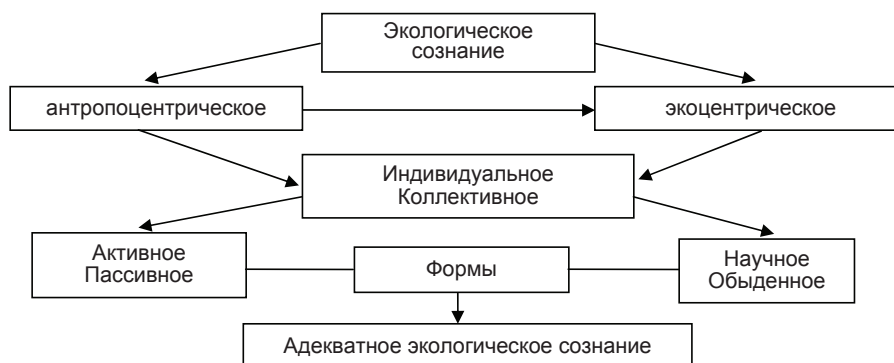 Экологическое
сознание
антропоцентрическое
экоцентрическое
Индивидуальное
Коллективное
Активное
Пассивное
Формы
Научное
Обыденное
Адекватное экологическое сознание